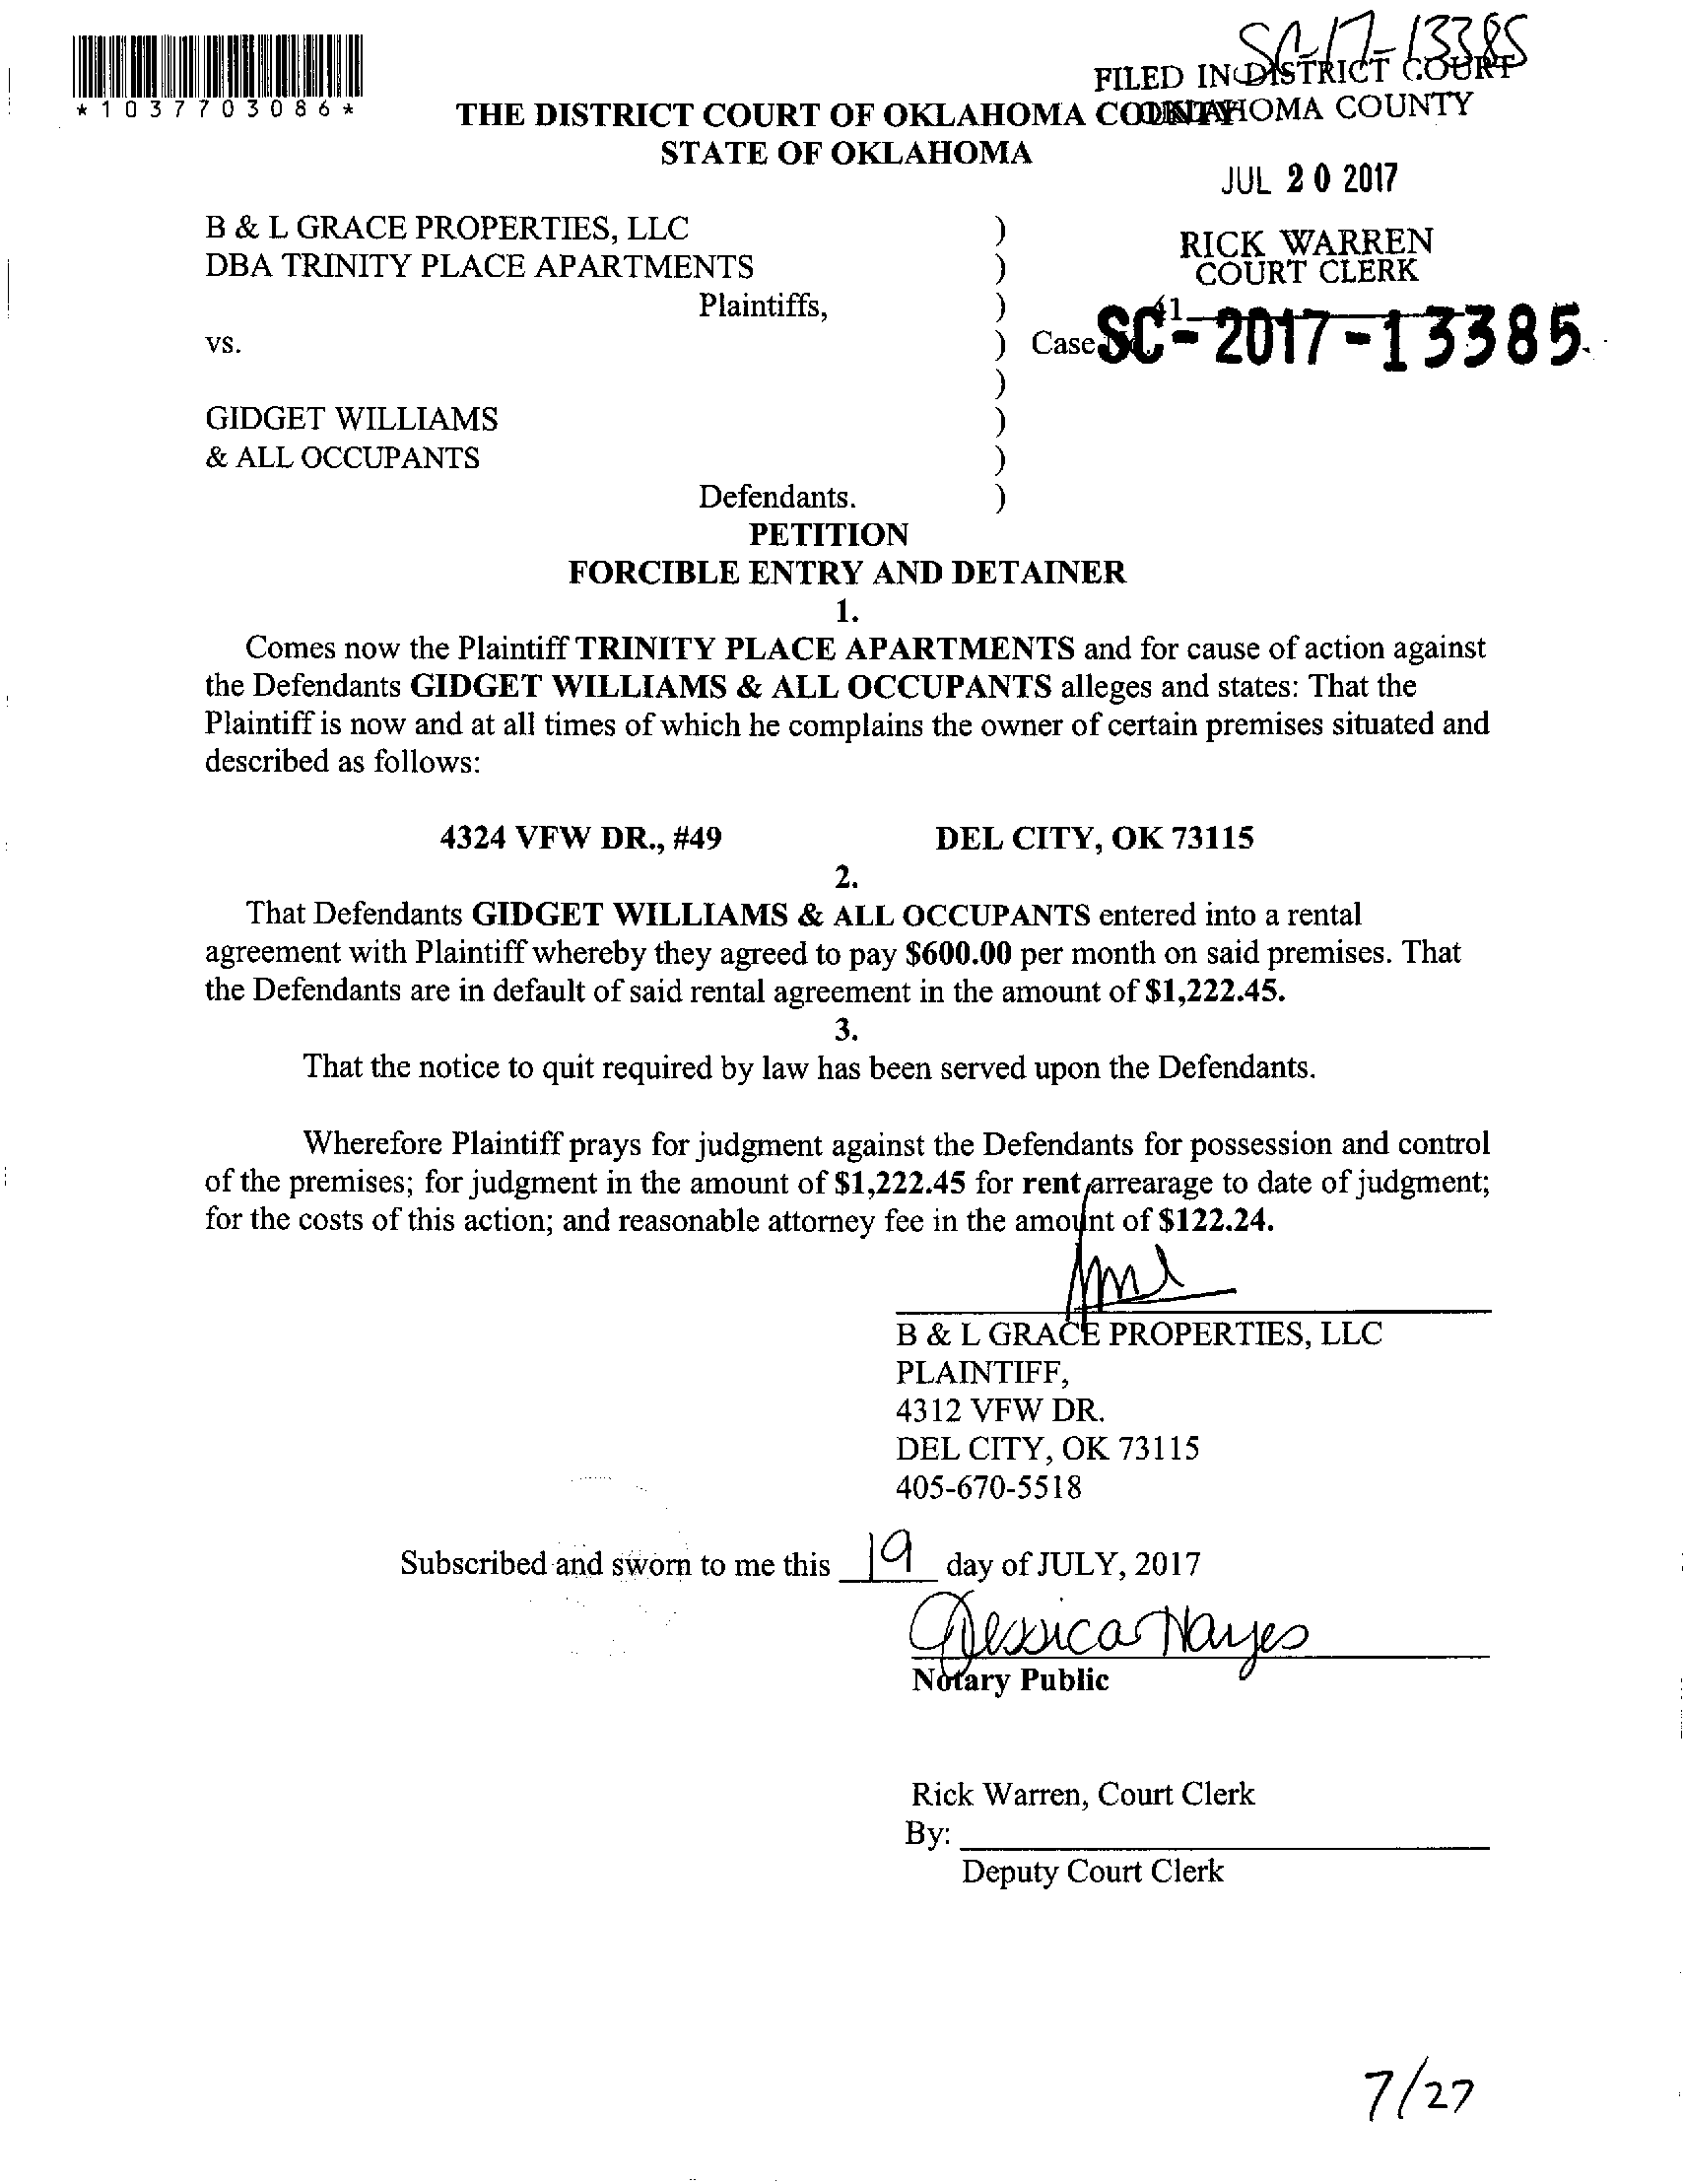 SC-17-13385
FILED IN DISTRICT COURT
OKLAHOMA COUNTY
*1037703086*
THE DISTRICT COURT OF OKLAHOMA COUNTY
STATE OF OKLAHOMA
JUL 20 2017
B & L GRACE PROPERTIES, LLC )
RICK WARREN
COURT CLERK
DBA TRINITY PLACE APARTMENTS )
Plaintiffs, )
41
vs. ) Case No. SC-2017-13385
)
GIDGET WILLIAMS )
& ALL OCCUPANTS )
Defendants. )
PETITION
FORCIBLE ENTRY AND DETAINER
1.
Comes now the Plaintiff TRINITY PLACE APARTMENTS and for cause of action against
the Defendants GIDGET WILLIAMS & ALL OCCUPANTS alleges and states: That the
Plaintiff is now and at all times of which he complains the owner of certain premises situated and
described as follows:
4324 VFW DR., #49 DEL CITY, OK 73115
2.
That Defendants GIDGET WILLIAMS & ALL OCCUPANTS entered into a rental
agreement with Plaintiff whereby they agreed to pay $600.00 per month on said premises. That
the Defendants are in default of said rental agreement in the amount of $1,222.45.
3.
That the notice to quit required by law has been served upon the Defendants.
Wherefore Plaintiff prays for judgment against the Defendants for possession and control
of the premises; for judgment in the amount of $1,222.45 for rent arrearage to date of judgment;
for the costs of this action; and reasonable attorney fee in the amount of $122.24.
B & L GRACE PROPERTIES, LLC
PLAINTIFF,
4312 VFW DR.
DEL CITY, OK 73115
405-670-5518
Subscribed and sworn to me this 19 day of JULY, 2017
Jessica Hayes
Notary Public
Rick Warren, Court Clerk
By:
Deputy Court Clerk
7/27